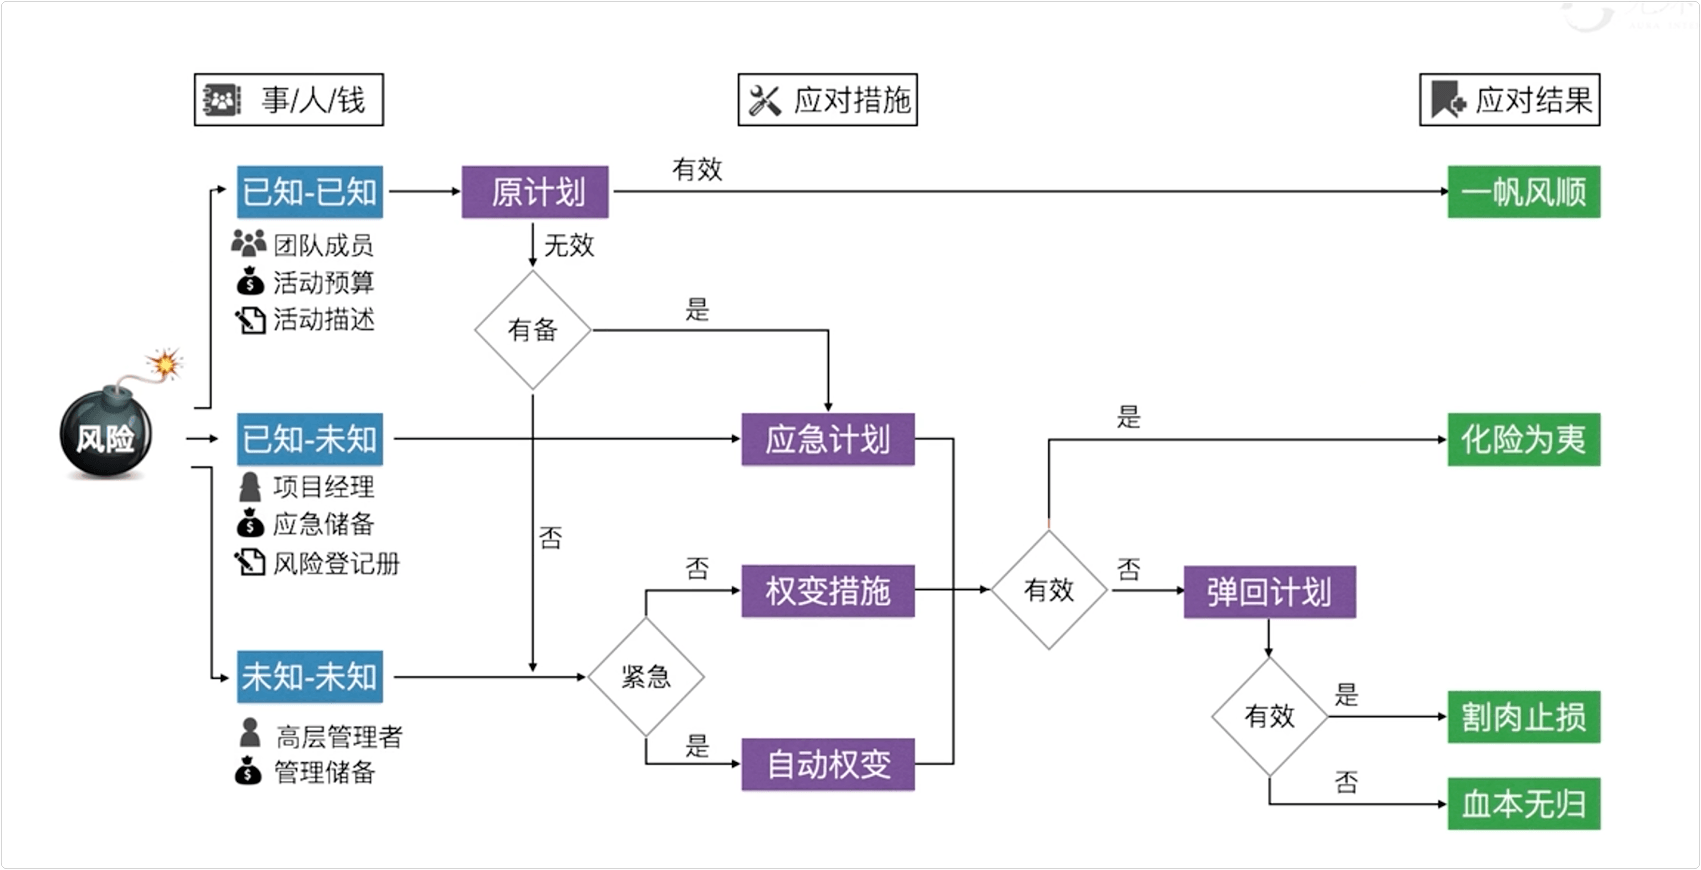 事/人/钱
应对措施
应对结果
已知-已知
原计划
有效
一帆风顺
团队成员
活动预算
活动描述
无效
有备
是
风险
已知-未知
应急计划
是
化险为夷
项目经理
应急储备
风险登记册
否
否
权变措施
有效
否
弹回计划
未知-未知
紧急
高层管理者
管理储备
是
自动权变
有效
是
割肉止损
否
血本无归